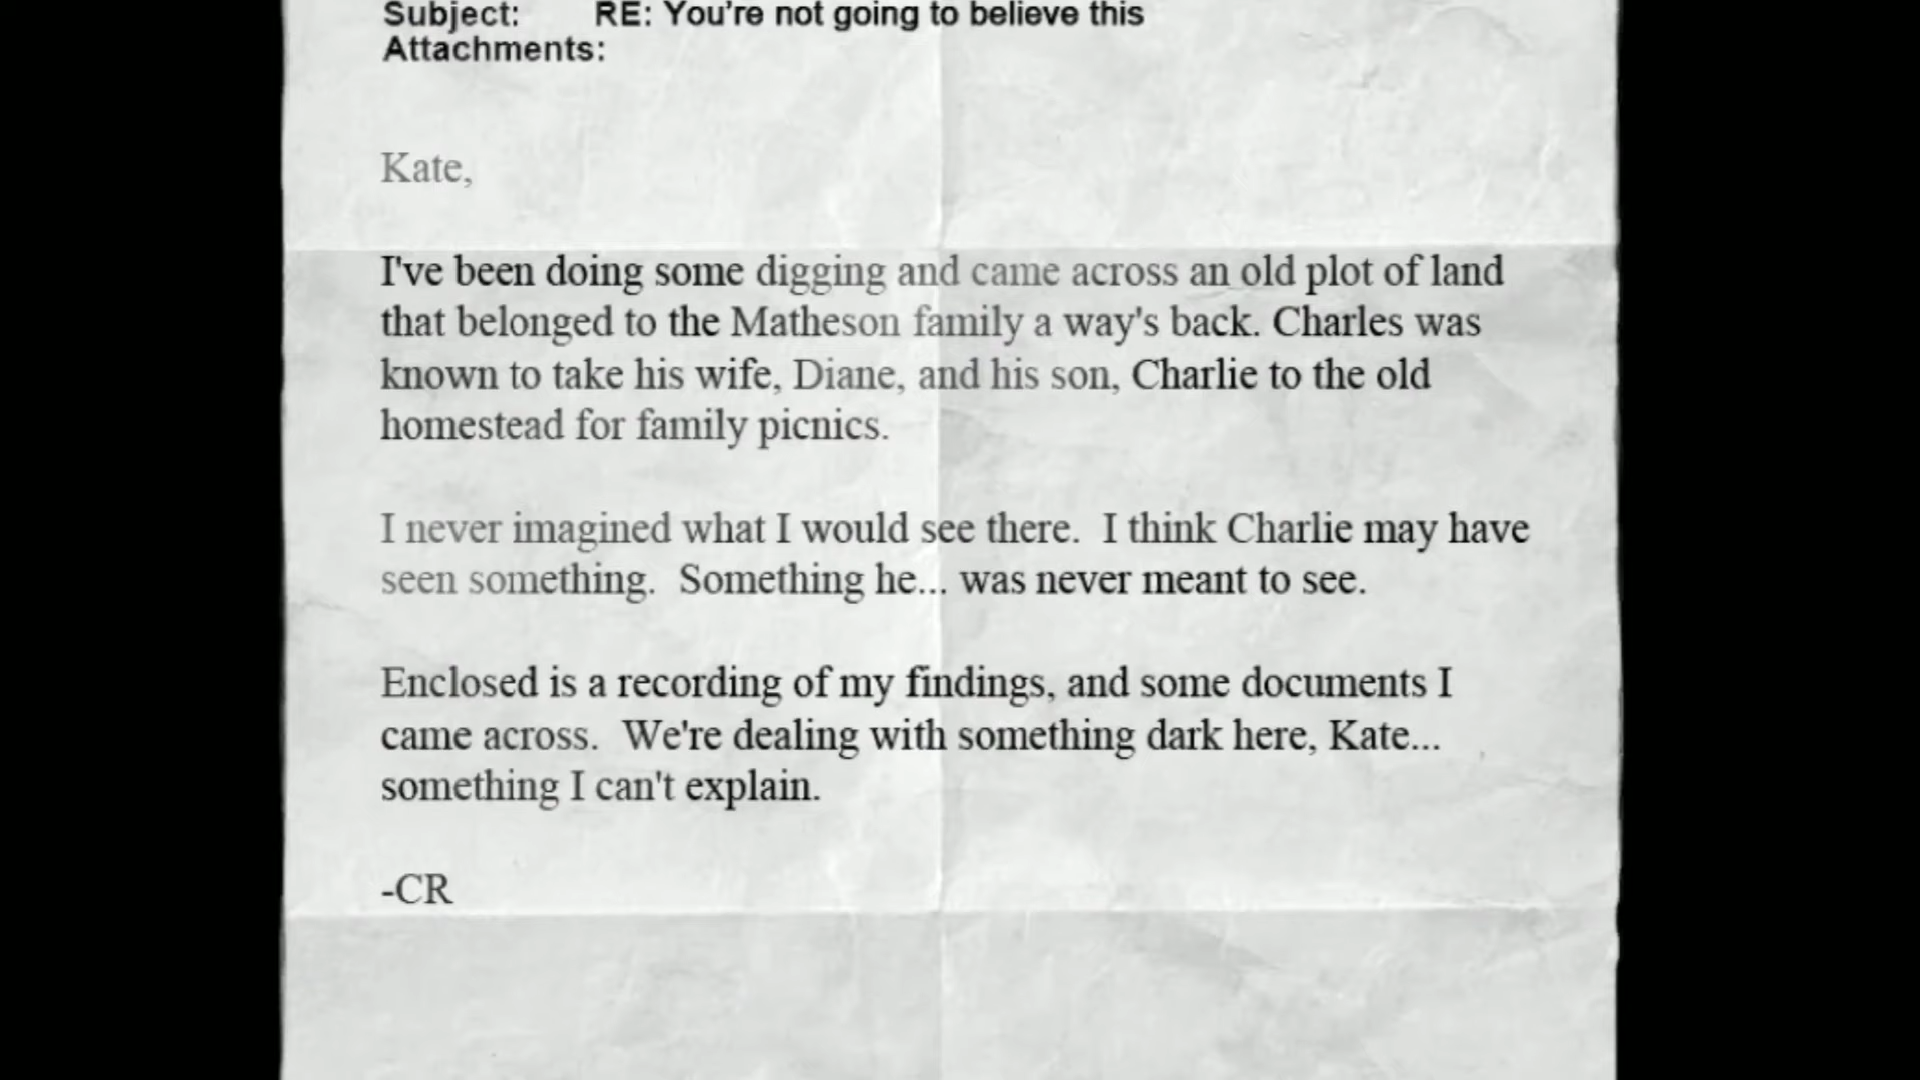 Subject: RE: You're not going to believe this
Attachments:
Kate,
I've been doing some digging and came across an old plot of land
that belonged to the Matheson family a way's back. Charles was
known to take his wife, Diane, and his son, Charlie to the old
homestead for family picnics.
I never imagined what I would see there. I think Charlie may have
seen something. Something he... was never meant to see.
Enclosed is a recording of my findings, and some documents I
came across. We're dealing with something dark here, Kate...
something I can't explain.
-CR